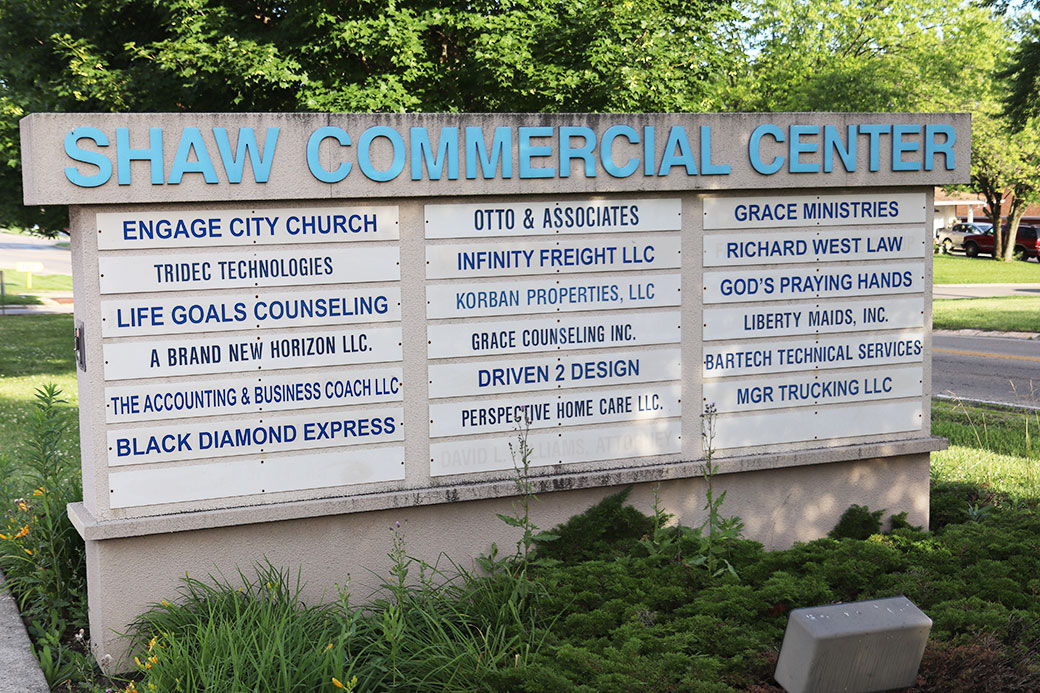 SHAW COMMERCIAL CENTER
ENGAGE CITY CHURCH
TRIDEC TECHNOLOGIES
LIFE GOALS COUNSELING
A BRAND NEW HORIZON LLC.
THE ACCOUNTING & BUSINESS COACH LLC
BLACK DIAMOND EXPRESS
OTTO & ASSOCIATES
INFINITY FREIGHT LLC
KORBAN PROPERTIES, LLC
GRACE COUNSELING INC.
DRIVEN 2 DESIGN
PERSPECTIVE HOME CARE LLC.
DAVID L. WILLIAMS, ATTORNEY
GRACE MINISTRIES
RICHARD WEST LAW
GOD'S PRAYING HANDS
LIBERTY MAIDS, INC.
BARTECH TECHNICAL SERVICES
MGR TRUCKING LLC